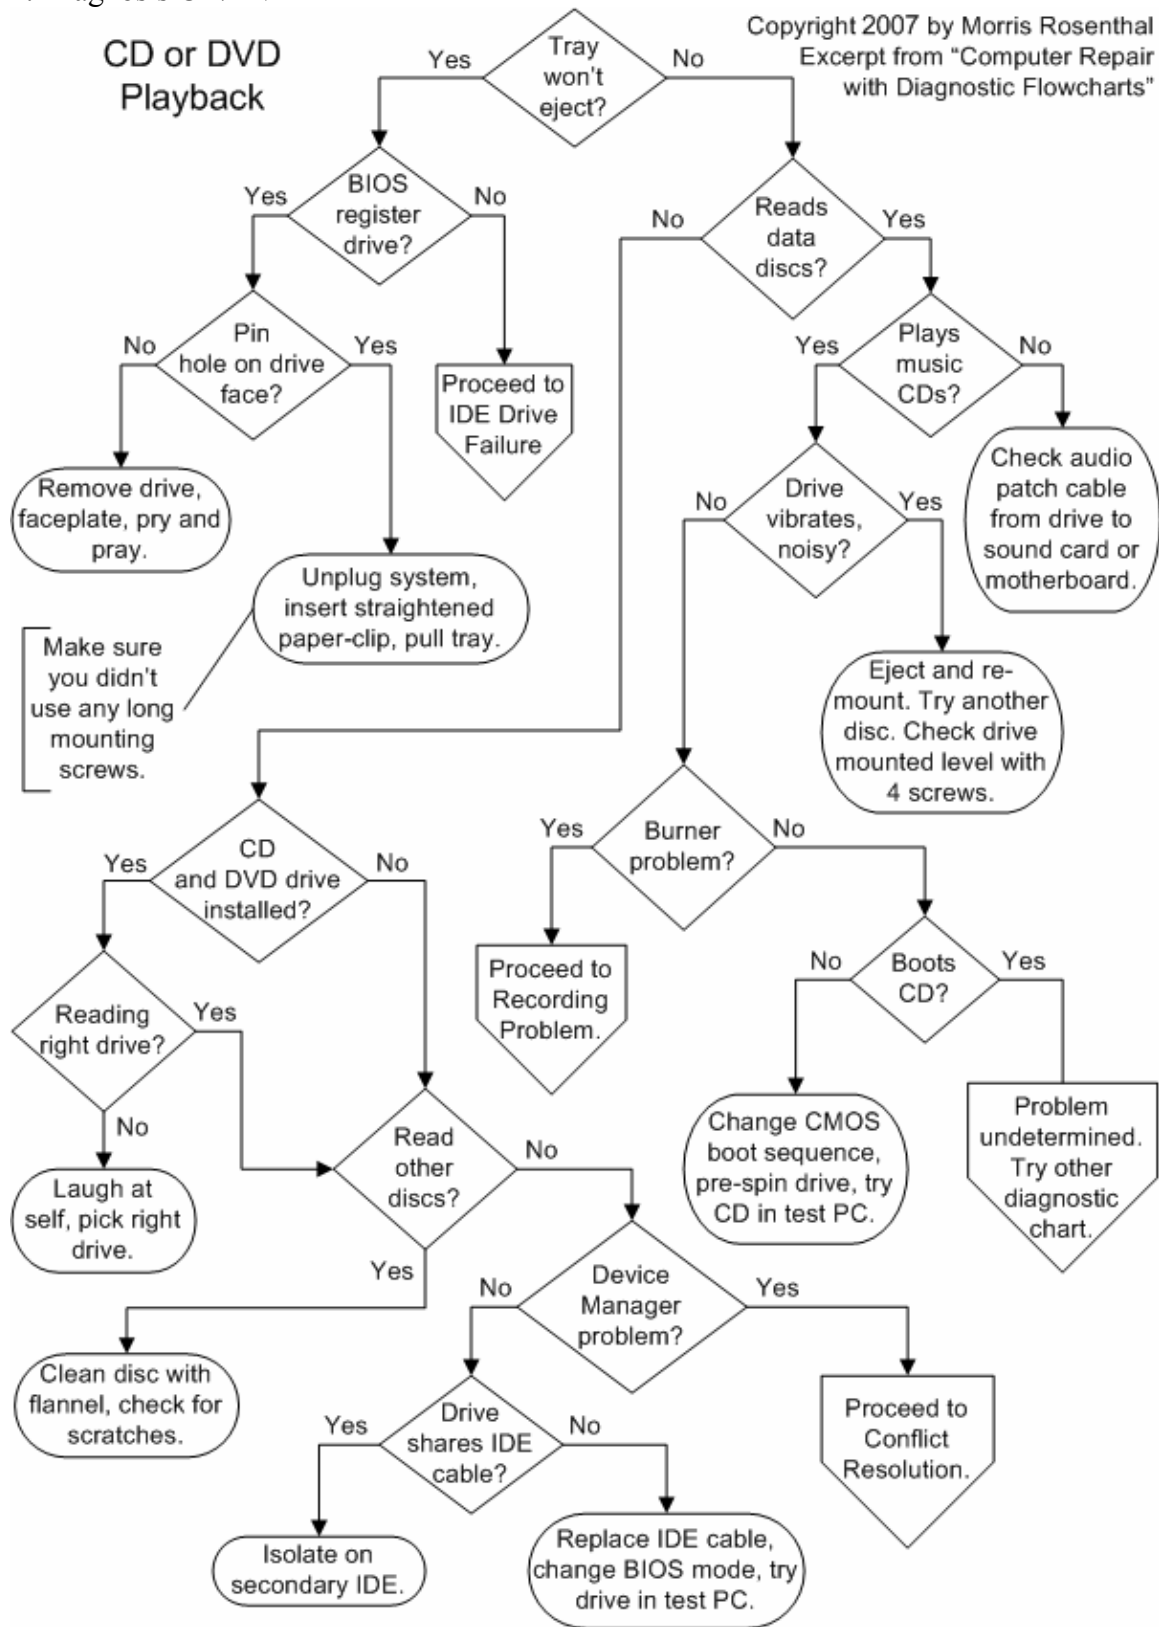 CD or DVD
Playback
Copyright 2007 by Morris Rosenthal
Excerpt from “Computer Repair
with Diagnostic Flowcharts”
Tray
won't
eject?
Yes
No
BIOS
register
drive?
Yes
No
Reads
data
discs?
No
Yes
Pin
hole on drive
face?
No
Yes
Proceed to
IDE Drive
Failure
Plays
music
CDs?
Yes
No
Remove drive,
faceplate, pry and
pray.
Drive
vibrates,
noisy?
No
Yes
Check audio
patch cable
from drive to
sound card or
motherboard.
Unplug system,
insert straightened
paper-clip, pull tray.
Make sure
you didn't
use any long
mounting
screws.
Eject and re-
mount. Try another
disc. Check drive
mounted level with
4 screws.
CD
and DVD drive
installed?
Yes
No
Burner
problem?
Yes
No
Reading
right drive?
Yes
No
Proceed to
Recording
Problem.
Boots
CD?
No
Yes
Laugh at
self, pick right
drive.
Read
other
discs?
No
Yes
Change CMOS
boot sequence,
pre-spin drive, try
CD in test PC.
Problem
undetermined.
Try other
diagnostic
chart.
Device
Manager
problem?
No
Yes
Clean disc with
flannel, check for
scratches.
Drive
shares IDE
cable?
Yes
No
Proceed to
Conflict
Resolution.
Isolate on
secondary IDE.
Replace IDE cable,
change BIOS mode, try
drive in test PC.